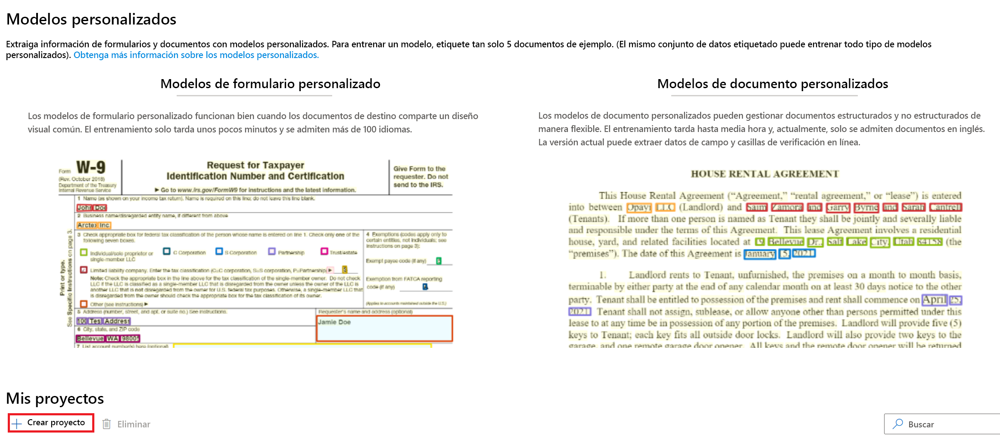 Modelos personalizados
Extraiga información de formularios y documentos con modelos personalizados. Para entrenar un modelo, etiquete tan solo 5 documentos de ejemplo. (El mismo conjunto de datos etiquetado puede entrenar todo tipo de modelos
personalizados). Obtenga más información sobre los modelos personalizados.
Modelos de formulario personalizado
Los modelos de formulario personalizado funcionan bien cuando los documentos de destino comparte un diseño
visual común. El entrenamiento solo tarda unos pocos minutos y se admiten más de 100 idiomas.
Form W-9
(Rev. October 2018)
Department of the Treasury
Internal Revenue Service
Request for Taxpayer
Identification Number and Certification
► Go to www.irs.gov/FormW9 for instructions and the latest information.
Give Form to the
requester. Do not
send to the IRS.
Print or type.
See Specific Instructions on page 3.
1 Name (as shown on your income tax return). Name is required on this line; do not leave this line blank.
John Doe
2 Business name/disregarded entity name, if different from above
Arctex Inc.
3 Check appropriate box for federal tax classification of the person whose name is entered on line 1. Check only one of the
following seven boxes.
Individual/sole proprietor or
single-member LLC
C Corporation
S Corporation
Partnership
Trust/estate
Limited liability company. Enter the tax classification (C=C corporation, S=S corporation, P=Partnership) ► S
Note: Check the appropriate box in the line above for the tax classification of the single-member owner. Do not check
LLC if the LLC is classified as a single-member LLC that is disregarded from the owner unless the owner of the LLC is
another LLC that is not disregarded from the owner for U.S. federal tax purposes. Otherwise, a single-member LLC that
is disregarded from the owner should check the appropriate box for the tax classification of its owner.
Other (see instructions) ►
4 Exemptions (codes apply only to
certain entities, not individuals; see
instructions on page 3):
Exempt payee code (if any)
Exemption from FATCA reporting
code (if any)
(Applies to accounts maintained outside the U.S.)
5 Address (number, street, and apt. or suite no.) See instructions.
100 Test Address
6 City, state, and ZIP code
Bellevue WA 98005
Requester's name and address (optional)
Jamie Doe
7 List account number(s) here (optional)
Modelos de documento personalizados
Los modelos de documento personalizados pueden gestionar documentos estructurados y no estructurados de
manera flexible. El entrenamiento tarda hasta media hora y, actualmente, solo se admiten documentos en inglés.
La versión actual puede extraer datos de campo y casillas de verificación en línea.
HOUSE RENTAL AGREEMENT
This House Rental Agreement (“Agreement,” “rental agreement,” or “lease”) is entered
into between Opayi LLC (Landlord) and Saim Zamora and Garry Byrne and Sarah Cantrell
(Tenants). If more than one person is named as Tenant they shall be jointly and severally liable
and responsible under the terms of this Agreement. This lease Agreement involves a residential
house, yard, and related facilities located at 19 Bellevue Dr., Salt Lake City, Utah 84158 (the
“premises”). The date of this Agreement is January 15, 2021
1. Landlord rents to Tenant, unfurnished, the premises on a month to month basis,
terminable by either party at the end of any calendar month on at least 30 days notice to the other
party. Tenant shall be entitled to possession of the premises and rent shall commence on April 25,
2021 Tenant shall not assign, sublease, or allow anyone other than persons permitted under this
lease to at any time be in possession of any portion of the premises. Landlord will provide five (5)
keys to Tenant; each key fits all outside door locks. Landlord will also provide two keys to the
garage, and one remote garage door opener. All keys and the remote door opener will be returned
Mis proyectos
Crear proyecto
Eliminar
Buscar